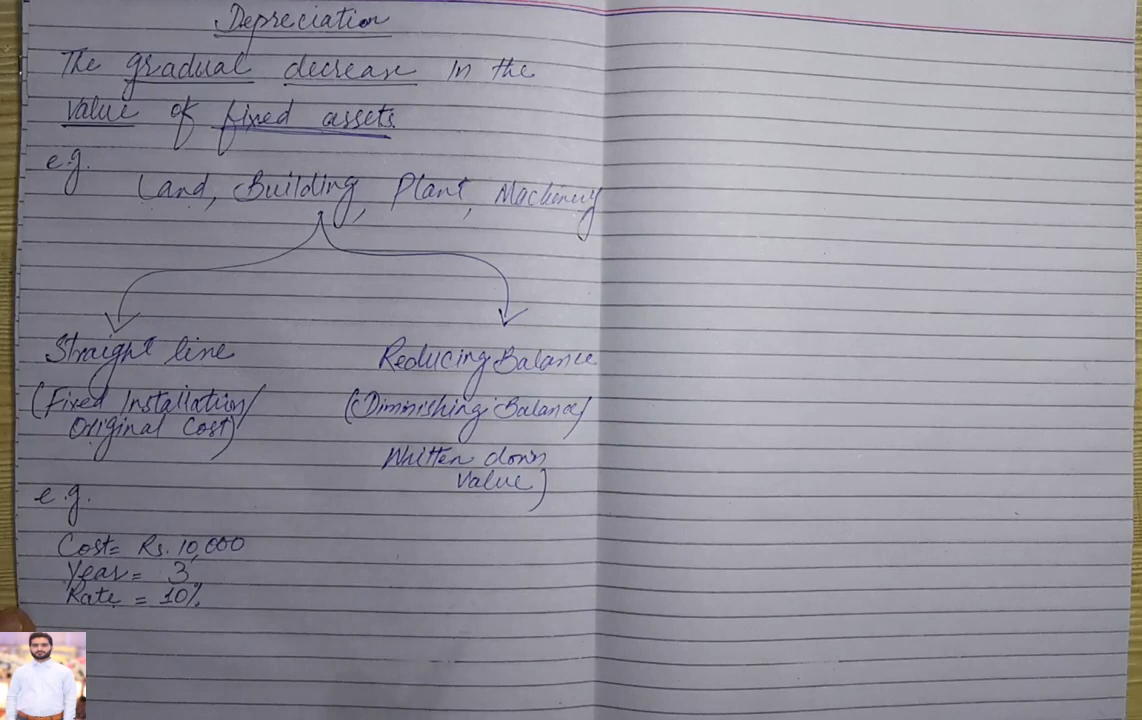 Depreciation
The gradual decrease in the
value of fixed assets.
e.g.
Land, Building, Plant, Machinery
Straight line
(Fixed Installation/
Original Cost)
Reducing Balance
(Diminishing Balance/
Written down
Value)
e.g.
Cost= Rs. 10,000
Year= 3
Rate = 10%